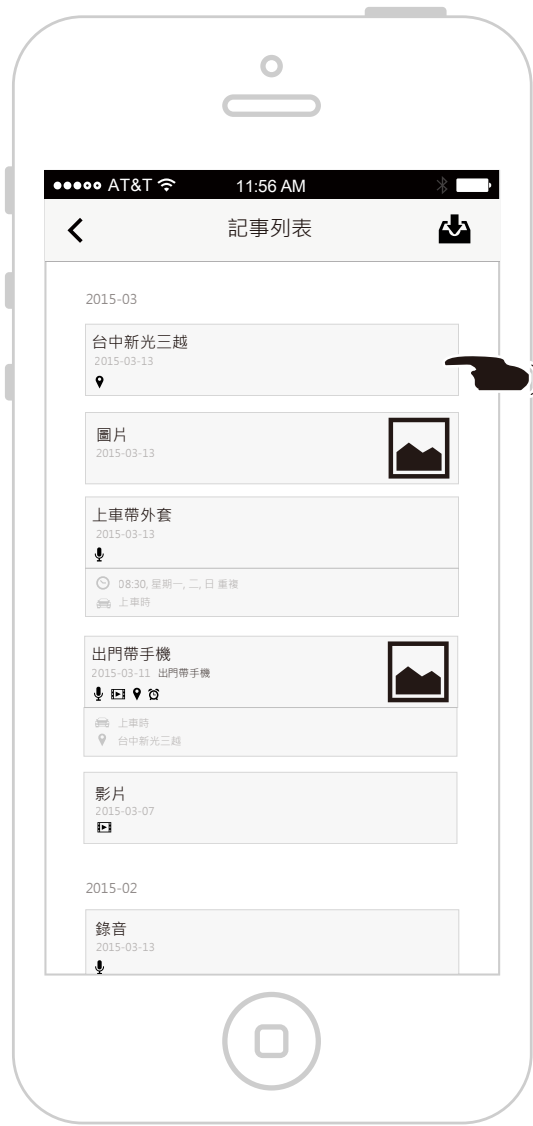 AT&T 11:56 AM
記事列表
2015-03
台中新光三越
2015-03-13
圖片
2015-03-13
上車帶外套
2015-03-13
08:30, 星期一, 二, 日 重複
上車時
出門帶手機
2015-03-11 出門帶手機
上車時
台中新光三越
影片
2015-03-07
2015-02
錄音
2015-03-13